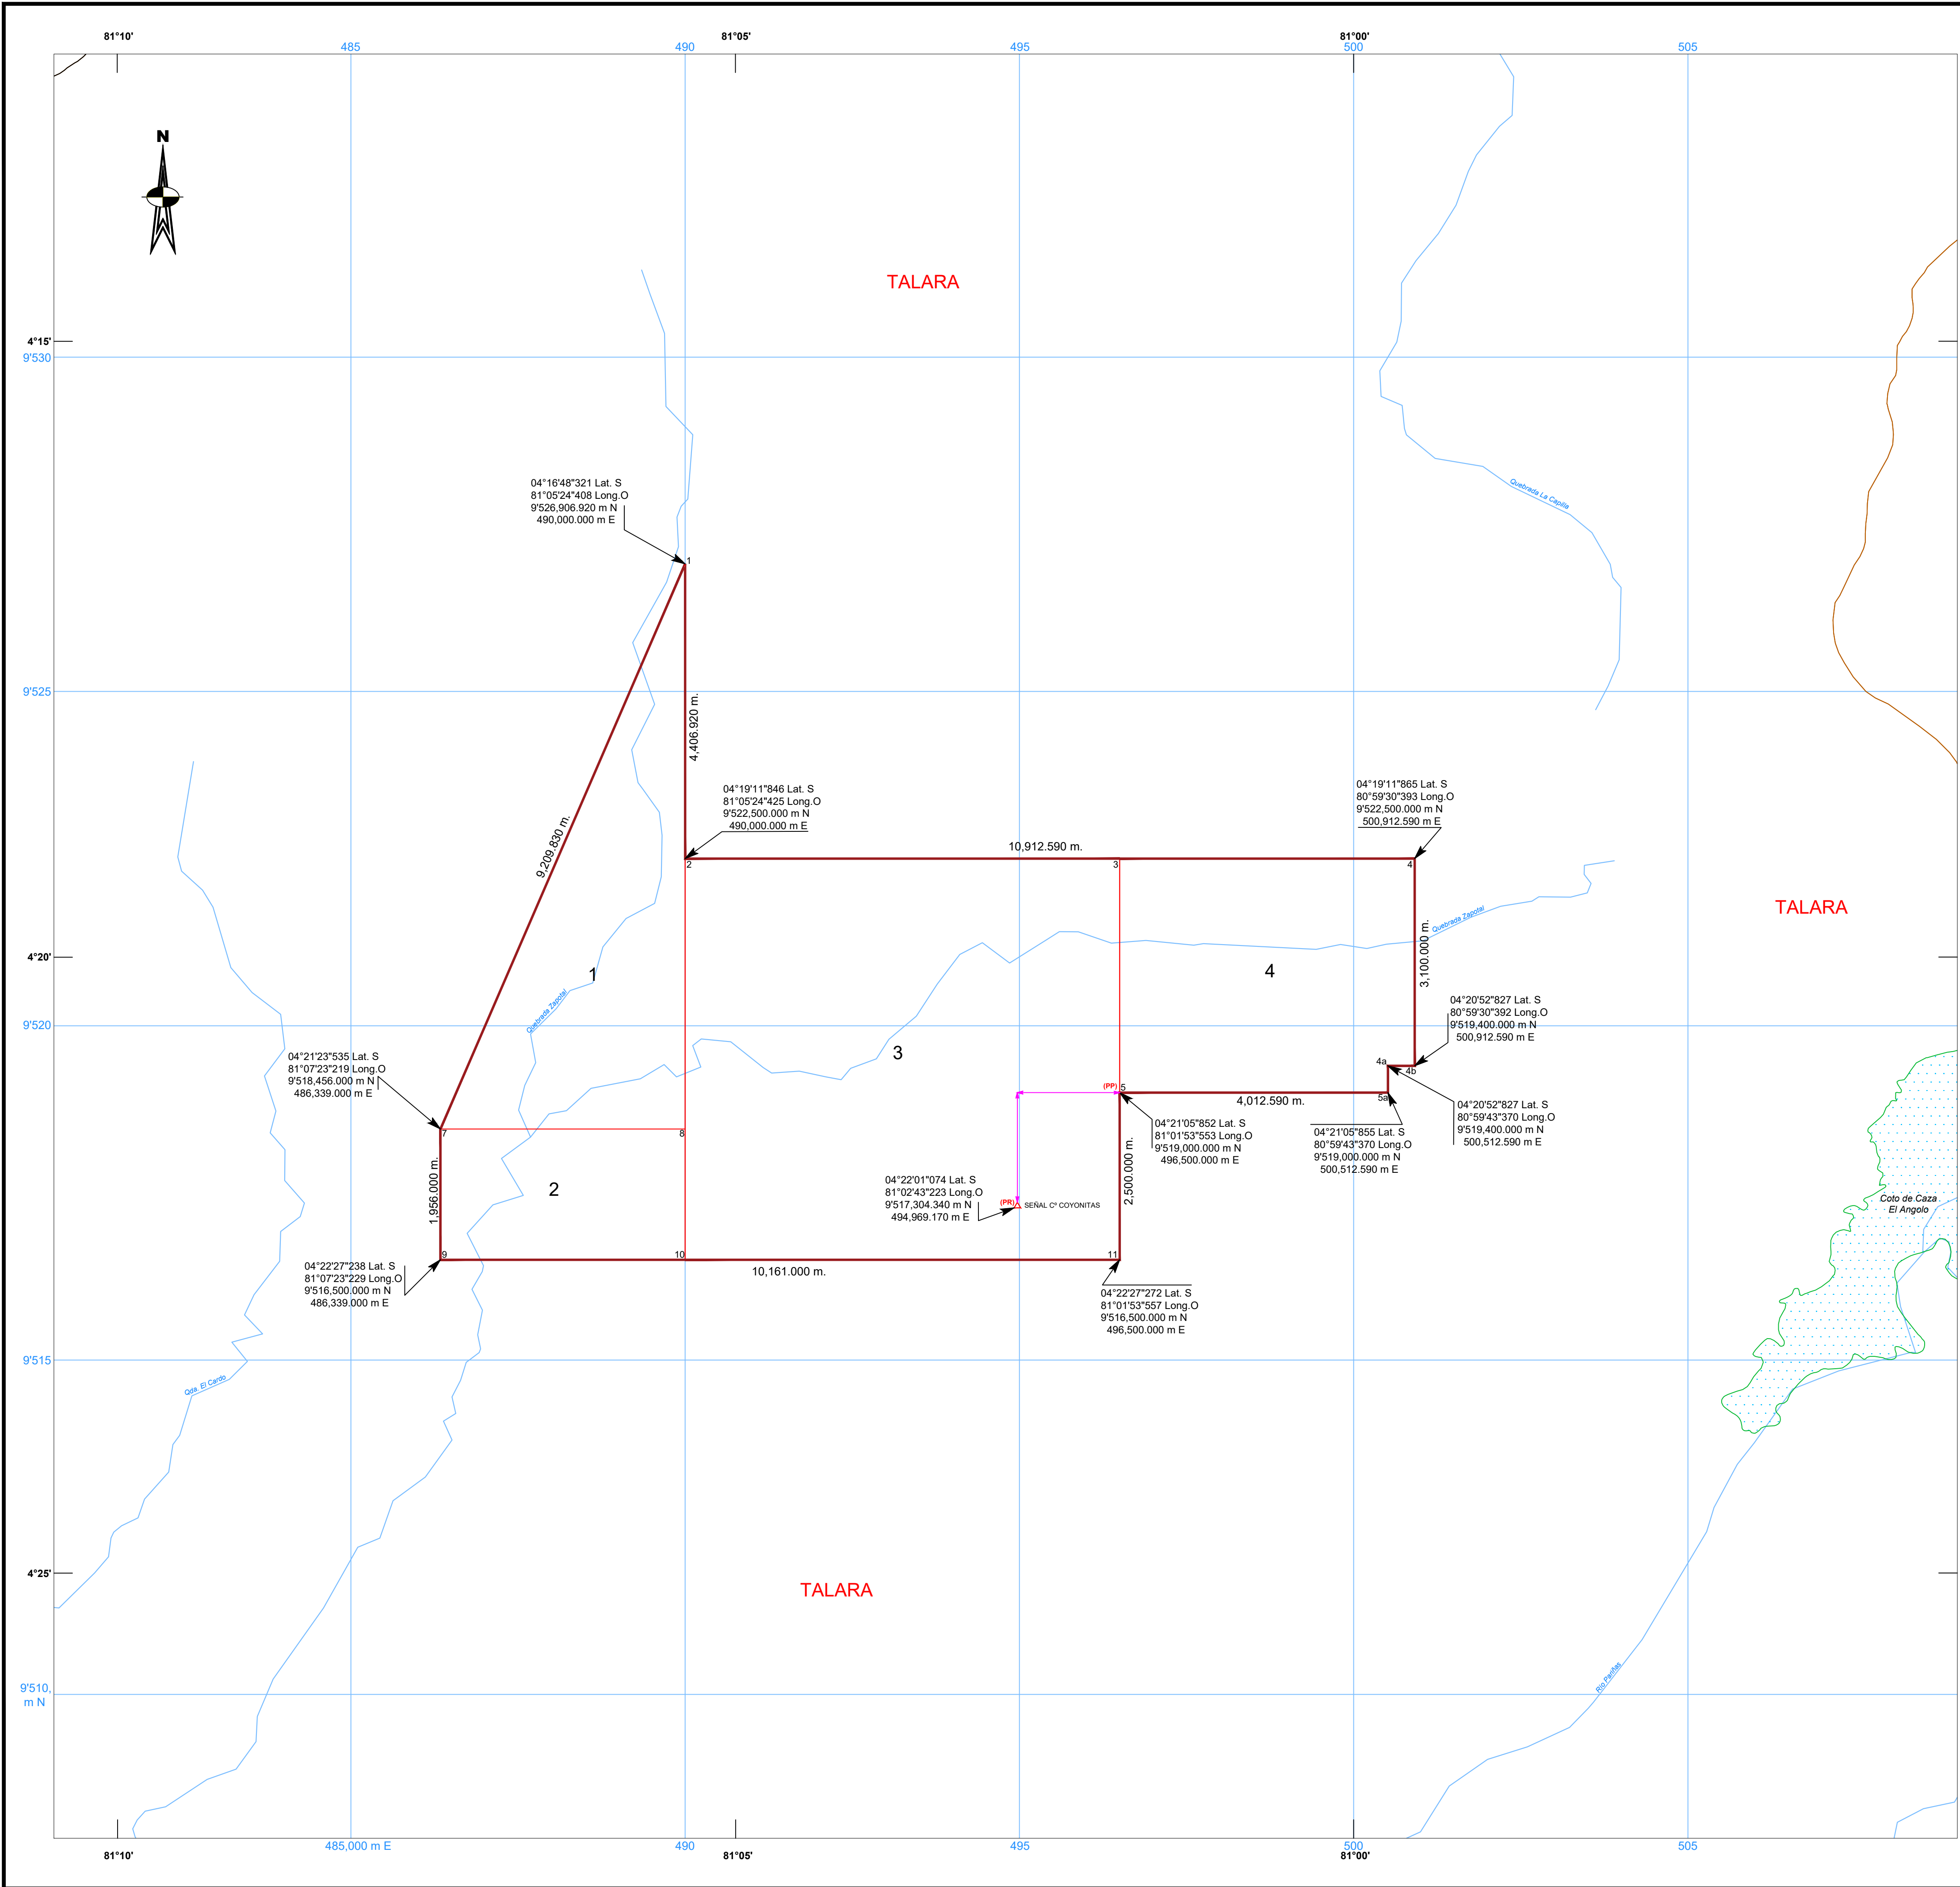 81°10'
81°05'
81°00'
485
490
495
500
505
N
TALARA
4°15'
9'530
04°16'48"321 Lat. S
81°05'24"408 Long.O
9'526,906.920 m N
490,000.000 m E
Quebrada La Capilla
1
9'525
4,406.920 m.
9,209.830 m.
04°19'11"846 Lat. S
81°05'24"425 Long.O
9'522,500.000 m N
490,000.000 m E
04°19'11"865 Lat. S
80°59'30"393 Long.O
9'522,500.000 m N
500,912.590 m E
10,912.590 m.
2
3
4
TALARA
Quebrada Zapotal
3,100.000 m.
4°20'
1
4
Quebrada Zapotal
9'520
3
04°20'52"827 Lat. S
80°59'30"392 Long.O
9'519,400.000 m N
500,912.590 m E
04°21'23"535 Lat. S
81°07'23"219 Long.O
9'518,456.000 m N
486,339.000 m E
4a
4b
(PP)
5
4,012.590 m.
5a
04°20'52"827 Lat. S
80°59'43"370 Long.O
9'519,400.000 m N
500,512.590 m E
04°21'05"852 Lat. S
81°01'53"553 Long.O
9'519,000.000 m N
496,500.000 m E
04°21'05"855 Lat. S
80°59'43"370 Long.O
9'519,000.000 m N
500,512.590 m E
7
8
1,956.000 m.
2
2,500.000 m.
04°22'01"074 Lat. S
81°02'43"223 Long.O
9'517,304.340 m N
494,969.170 m E
(PR)
SEÑAL Cº COYONITAS
Coto de Caza
El Angolo
9
10
11
10,161.000 m.
04°22'27"238 Lat. S
81°07'23"229 Long.O
9'516,500.000 m N
486,339.000 m E
04°22'27"272 Lat. S
81°01'53"557 Long.O
9'516,500.000 m N
496,500.000 m E
9'515
Qda. El Cardo
4°25'
TALARA
Río Pariñas
9'510,
m N
485,000 m E
490
495
500
505
81°10'
81°05'
81°00'